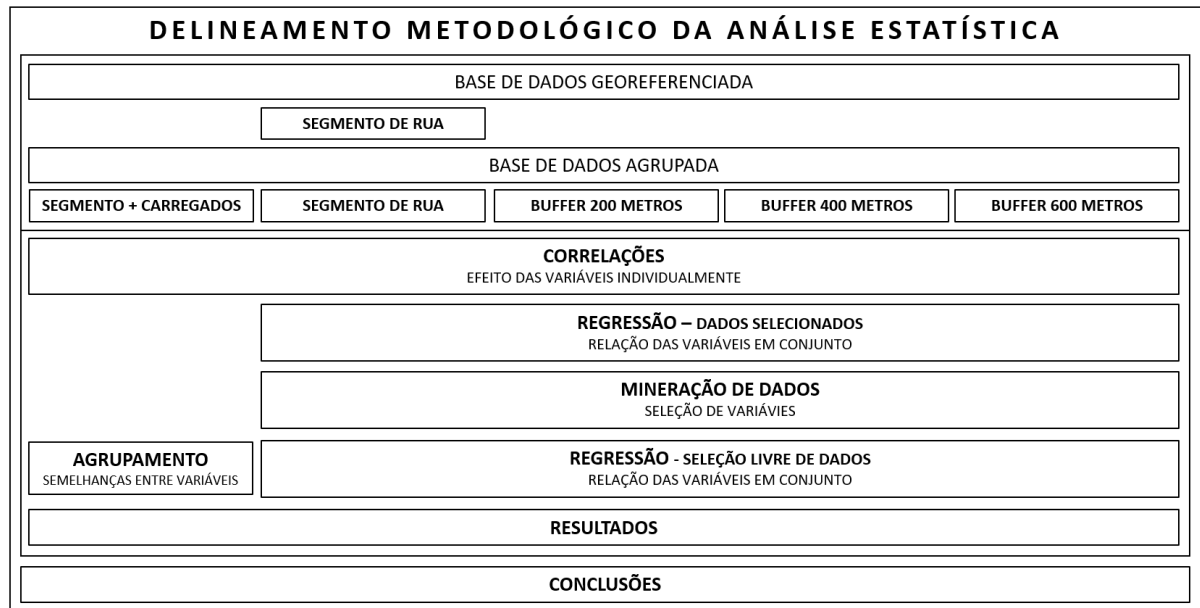 DELINEAMENTO METODOLÓGICO DA ANÁLISE ESTATÍSTICA
BASE DE DADOS GEOREFERENCIADA
SEGMENTO DE RUA
BASE DE DADOS AGRUPADA
SEGMENTO + CARREGADOS
SEGMENTO DE RUA
BUFFER 200 METROS
BUFFER 400 METROS
BUFFER 600 METROS
CORRELAÇÕES
EFEITO DAS VARIÁVEIS INDIVIDUALMENTE
REGRESSÃO – DADOS SELECIONADOS
RELAÇÃO DAS VARIÁVEIS EM CONJUNTO
MINERAÇÃO DE DADOS
SELEÇÃO DE VARIÁVIES
AGRUPAMENTO
SEMELHANÇAS ENTRE VARIÁVEIS
REGRESSÃO - SELEÇÃO LIVRE DE DADOS
RELAÇÃO DAS VARIÁVEIS EM CONJUNTO
RESULTADOS
CONCLUSÕES